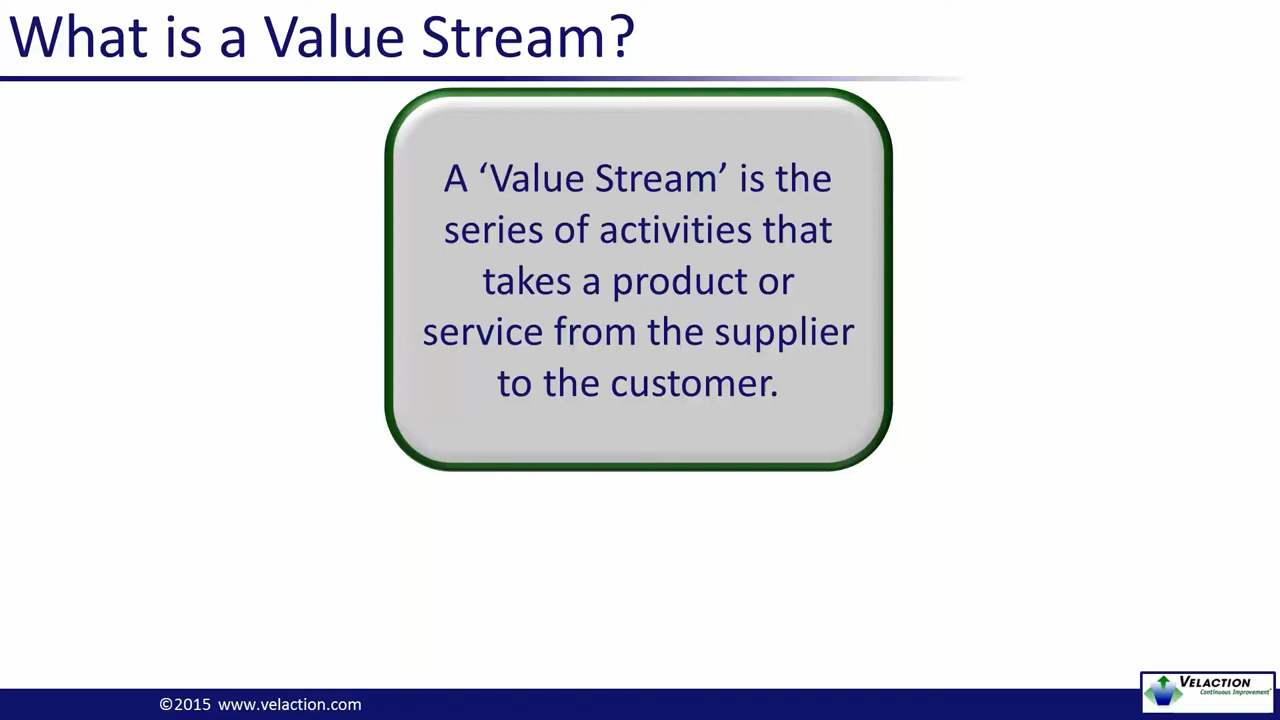 What is a Value Stream?
A ‘Value Stream’ is the
series of activities that
takes a product or
service from the supplier
to the customer.
©2015 www.velaction.com
VELACTION
Continuous Improvement